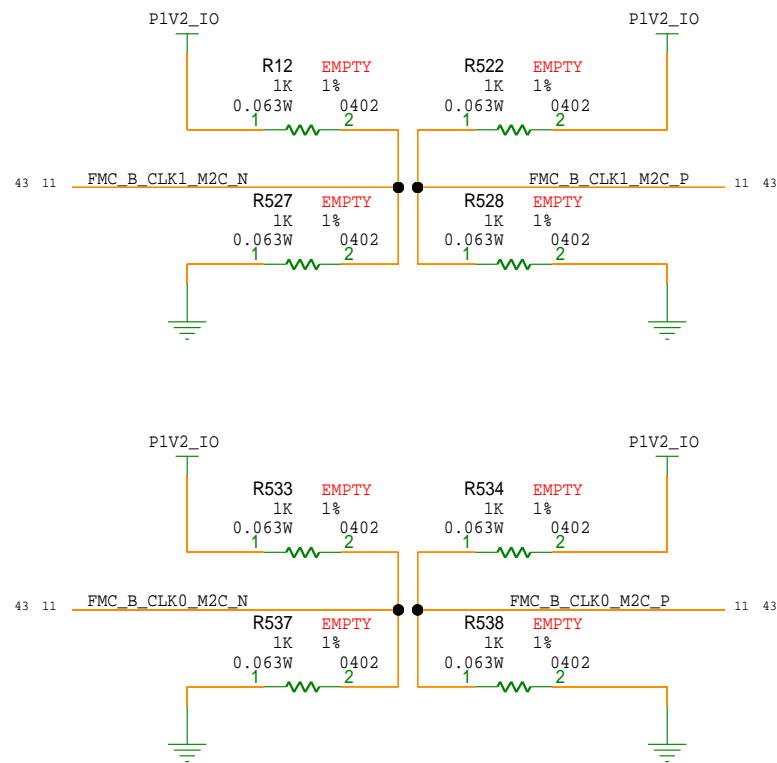 P1V2_IO P1V2_IO
R12 EMPTY R522 EMPTY
1K 1% 1K 1%
0.063W 0402 0.063W 0402
1 2 1 2
43 11 FMC_B_CLK1_M2C_N FMC_B_CLK1_M2C_P 11 43
R527 EMPTY R528 EMPTY
1K 1% 1K 1%
0.063W 0402 0.063W 0402
1 2 1 2
P1V2_IO P1V2_IO
R533 EMPTY R534 EMPTY
1K 1% 1K 1%
0.063W 0402 0.063W 0402
1 2 1 2
43 11 FMC_B_CLK0_M2C_N FMC_B_CLK0_M2C_P 11 43
R537 EMPTY R538 EMPTY
1K 1% 1K 1%
0.063W 0402 0.063W 0402
1 2 1 2